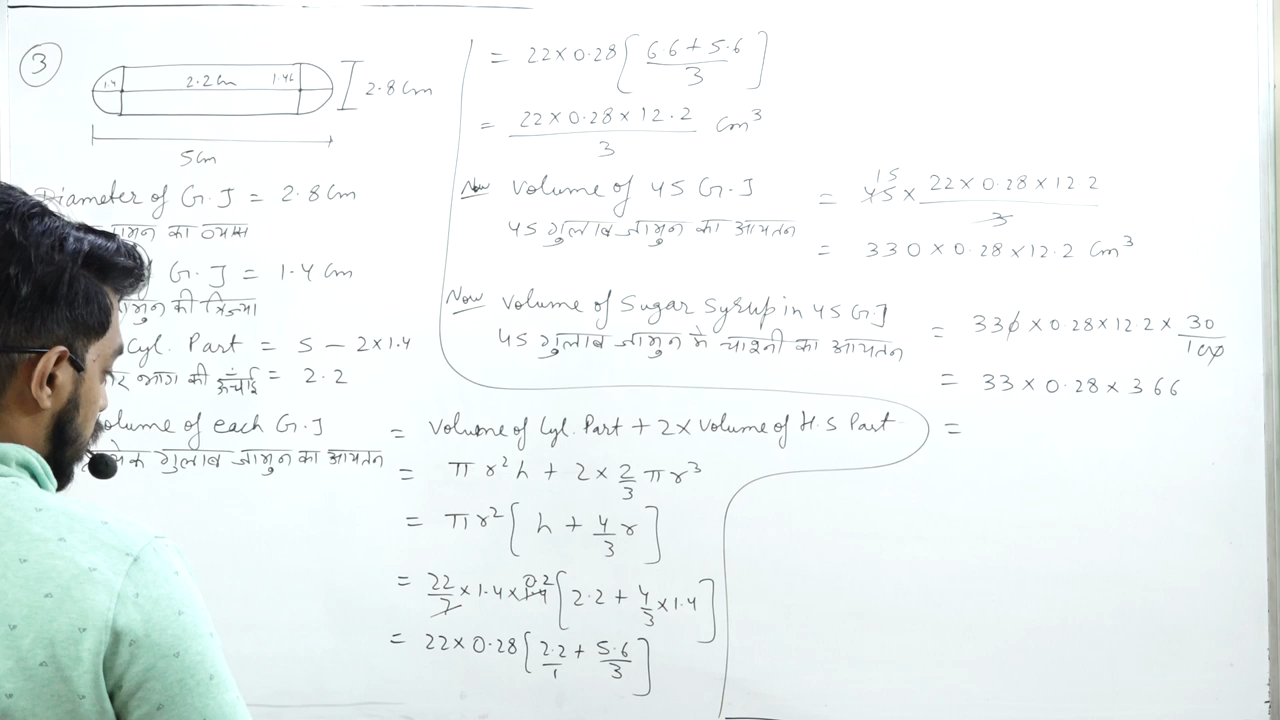 3
1.4 2.2 Cm 1.4
2.8 Cm
5 Cm
Diameter of G.J = 2.8 Cm
का व्यास
G.J = 1.4 Cm
की त्रिज्या
Cyl. Part = 5 - 2×1.4
भाग की ऊंचाई = 2.2
Volume of each G.J = Volume of Cyl. Part + 2× Volume of H.S Part
गुलाब जामुन का आयतन
= πr²h + 2 × 2/3 πr³
= πr² [ h + 4/3 r ]
= 22/7 × 1.4 × 1.4 0.2 [ 2.2 + 4/3 × 1.4 ]
= 22 × 0.28 [ 2.2/1 + 5.6/3 ]
= 22 × 0.28 [ 6.6 + 5.6 / 3 ]
= 22 × 0.28 × 12.2 / 3 Cm³
Now Volume of 45 G.J = 45 15 × 22 × 0.28 × 12.2 / 3
45 गुलाब जामुन का आयतन
= 330 × 0.28 × 12.2 Cm³
Now Volume of Sugar Syrup in 45 G.J = 330 × 0.28 × 12.2 × 30/100
45 गुलाब जामुन में चाशनी का आयतन
= 33 × 0.28 × 366
=